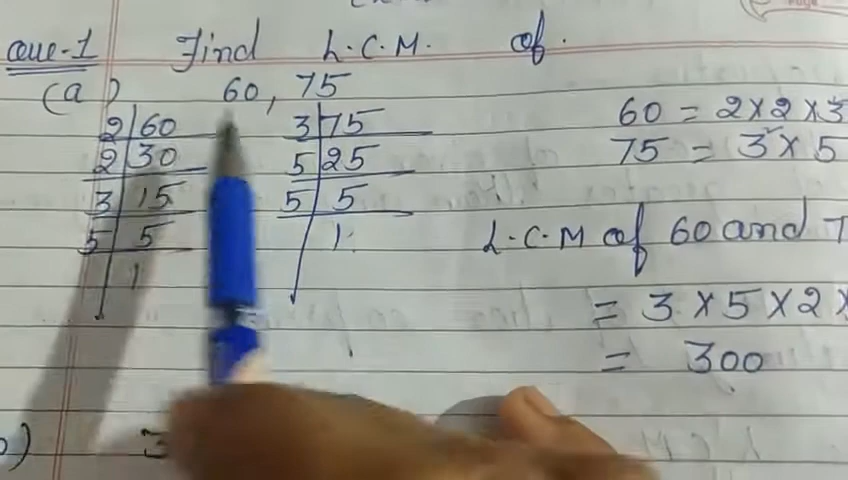 Que-1 Find L.C.M. of.
(a) 60, 75
2 60
2 30
3 15
5 5
1
3 75
5 25
5 5
1
60 = 2×2×3
75 = 3×5
L.C.M of 60 and 7
= 3×5×2×
= 300